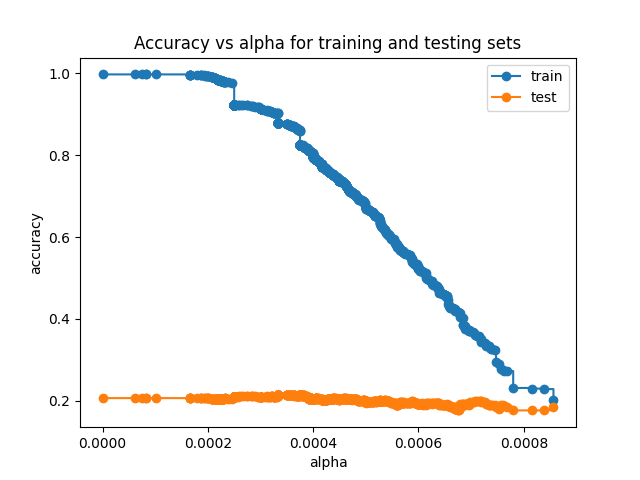 Accuracy vs alpha for training and testing sets
train
test
accuracy
1.0
0.8
0.6
0.4
0.2
0.0000
0.0002
0.0004
0.0006
0.0008
alpha